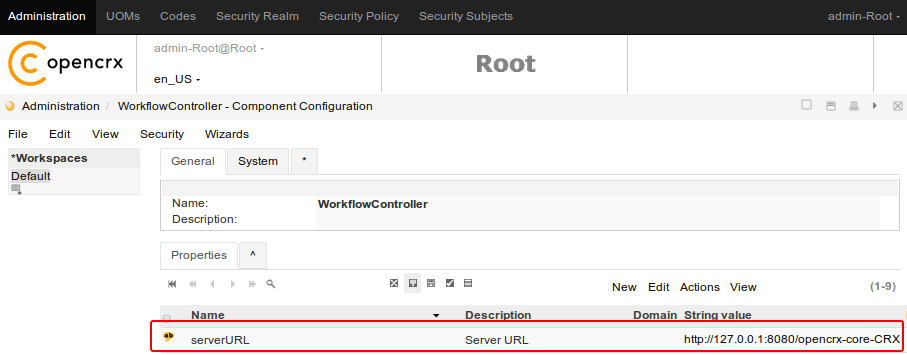 Administration UOMs Codes Security Realm Security Policy Security Subjects admin-Root
opencrx
admin-Root@Root
Root
en_US
Administration / WorkflowController - Component Configuration
File Edit View Security Wizards
*Workspaces
Default
General System *
Name: WorkflowController
Description:
Properties ^
New Edit Actions View (1-9)
Name Description Domain String value
serverURL Server URL http://127.0.0.1:8080/opencrx-core-CRX